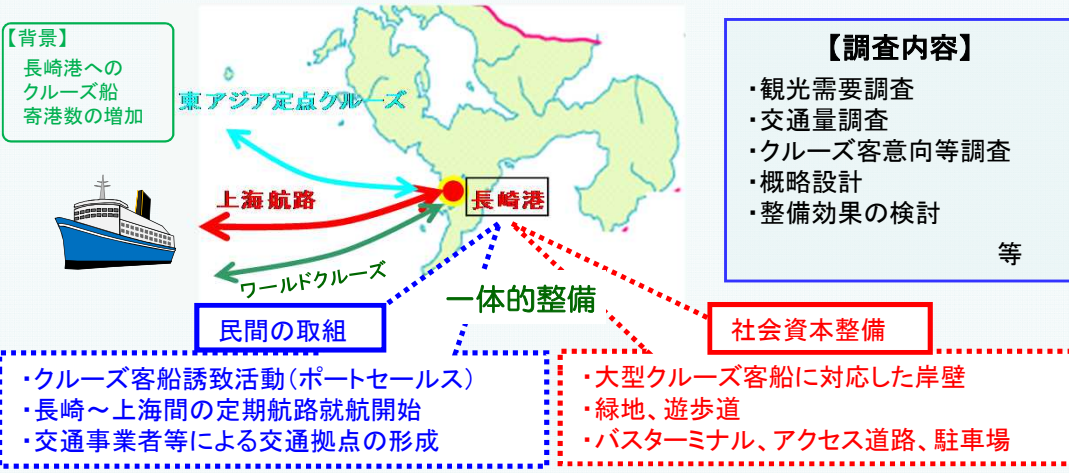 【背景】
長崎港への
クルーズ船
寄港数の増加
東アジア定点クルーズ
上海航路
ワールドクルーズ
長崎港
一体的整備
【調査内容】
・観光需要調査
・交通量調査
・クルーズ客意向等調査
・概略設計
・整備効果の検討
等
民間の取組
・クルーズ客船誘致活動(ポートセールス)
・長崎～上海間の定期航路就航開始
・交通事業者等による交通拠点の形成
社会資本整備
・大型クルーズ客船に対応した岸壁
・緑地、遊歩道
・バスターミナル、アクセス道路、駐車場